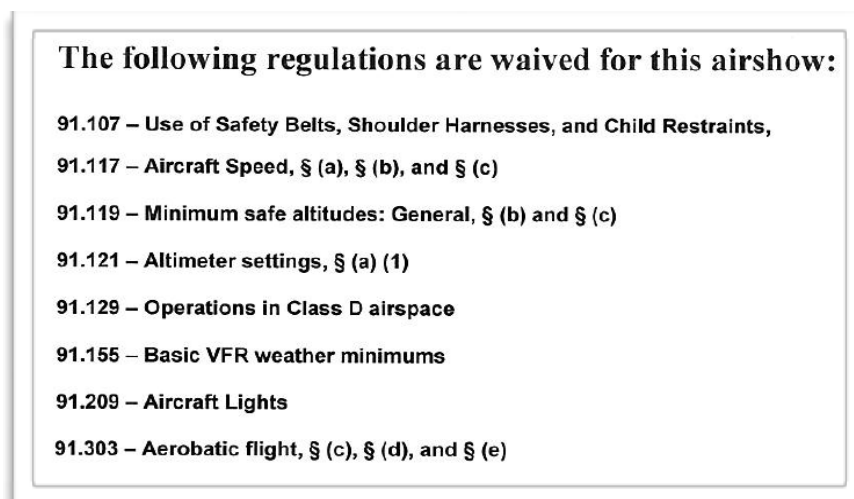 The following regulations are waived for this airshow:
91.107 – Use of Safety Belts, Shoulder Harnesses, and Child Restraints,
91.117 – Aircraft Speed, § (a), § (b), and § (c)
91.119 – Minimum safe altitudes: General, § (b) and § (c)
91.121 – Altimeter settings, § (a) (1)
91.129 – Operations in Class D airspace
91.155 – Basic VFR weather minimums
91.209 – Aircraft Lights
91.303 – Aerobatic flight, § (c), § (d), and § (e)